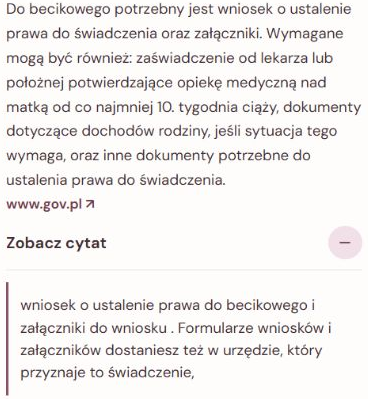 Do becikowego potrzebny jest wniosek o ustalenie
prawa do świadczenia oraz załączniki. Wymagane
mogą być również: zaświadczenie od lekarza lub
położnej potwierdzające opiekę medyczną nad
matką od co najmniej 10. tygodnia ciąży, dokumenty
dotyczące dochodów rodziny, jeśli sytuacja tego
wymaga, oraz inne dokumenty potrzebne do
ustalenia prawa do świadczenia.
www.gov.pl ↗
Zobacz cytat
wniosek o ustalenie prawa do becikowego i
załączniki do wniosku . Formularze wniosków i
załączników dostaniesz też w urzędzie, który
przyznaje to świadczenie,